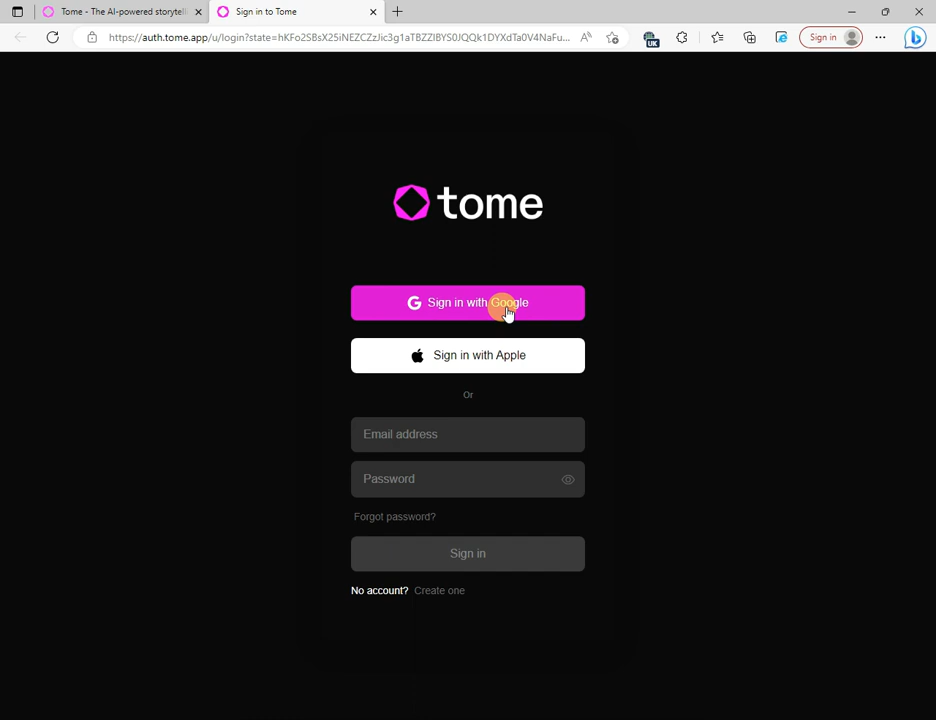 Tome - The AI-powered storytelli
Sign in to Tome
https://auth.tome.app/u/login?state=hKFo2SBsX25iNEZCZzJic3g1aTBZZlBYS0JQQk1DYXdTa0V4NaFu...
A
UK
Sign in
tome
G Sign in with Google
Sign in with Apple
Or
Email address
Password
Forgot password?
Sign in
No account? Create one